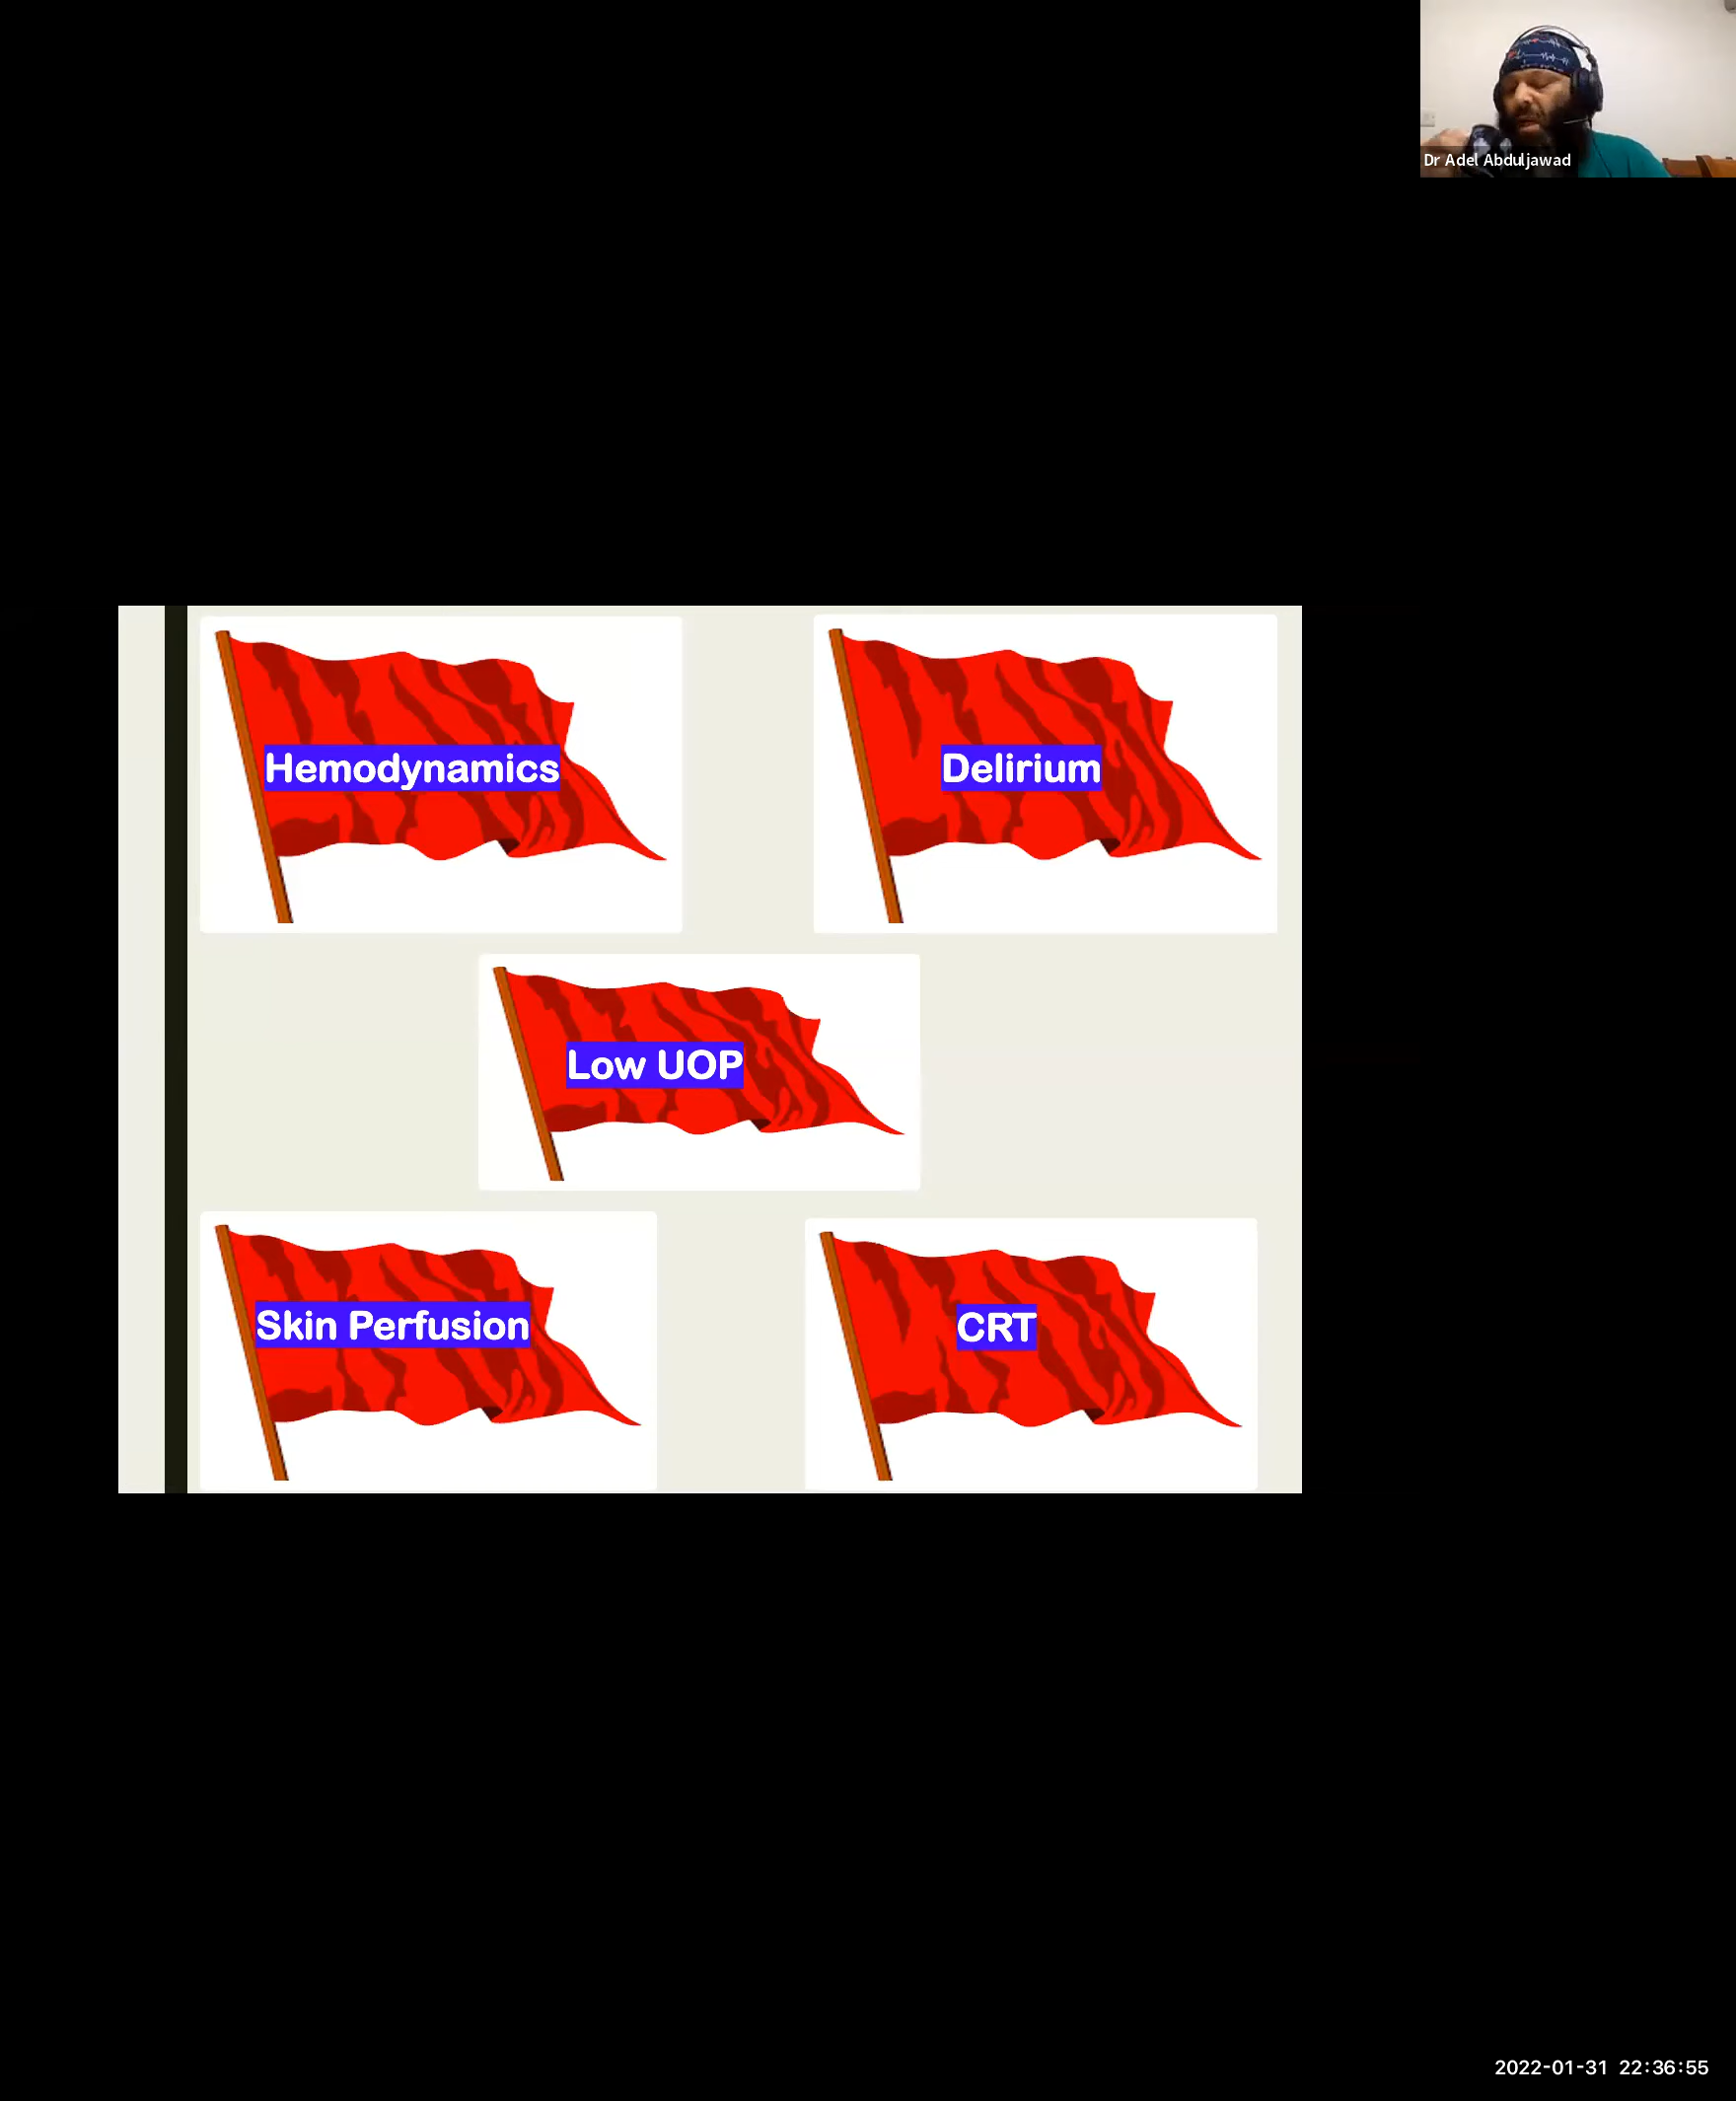 Dr Adel Abduljawad
Hemodynamics
Delirium
Low UOP
Skin Perfusion
CRT
2022-01-31 22:36:55